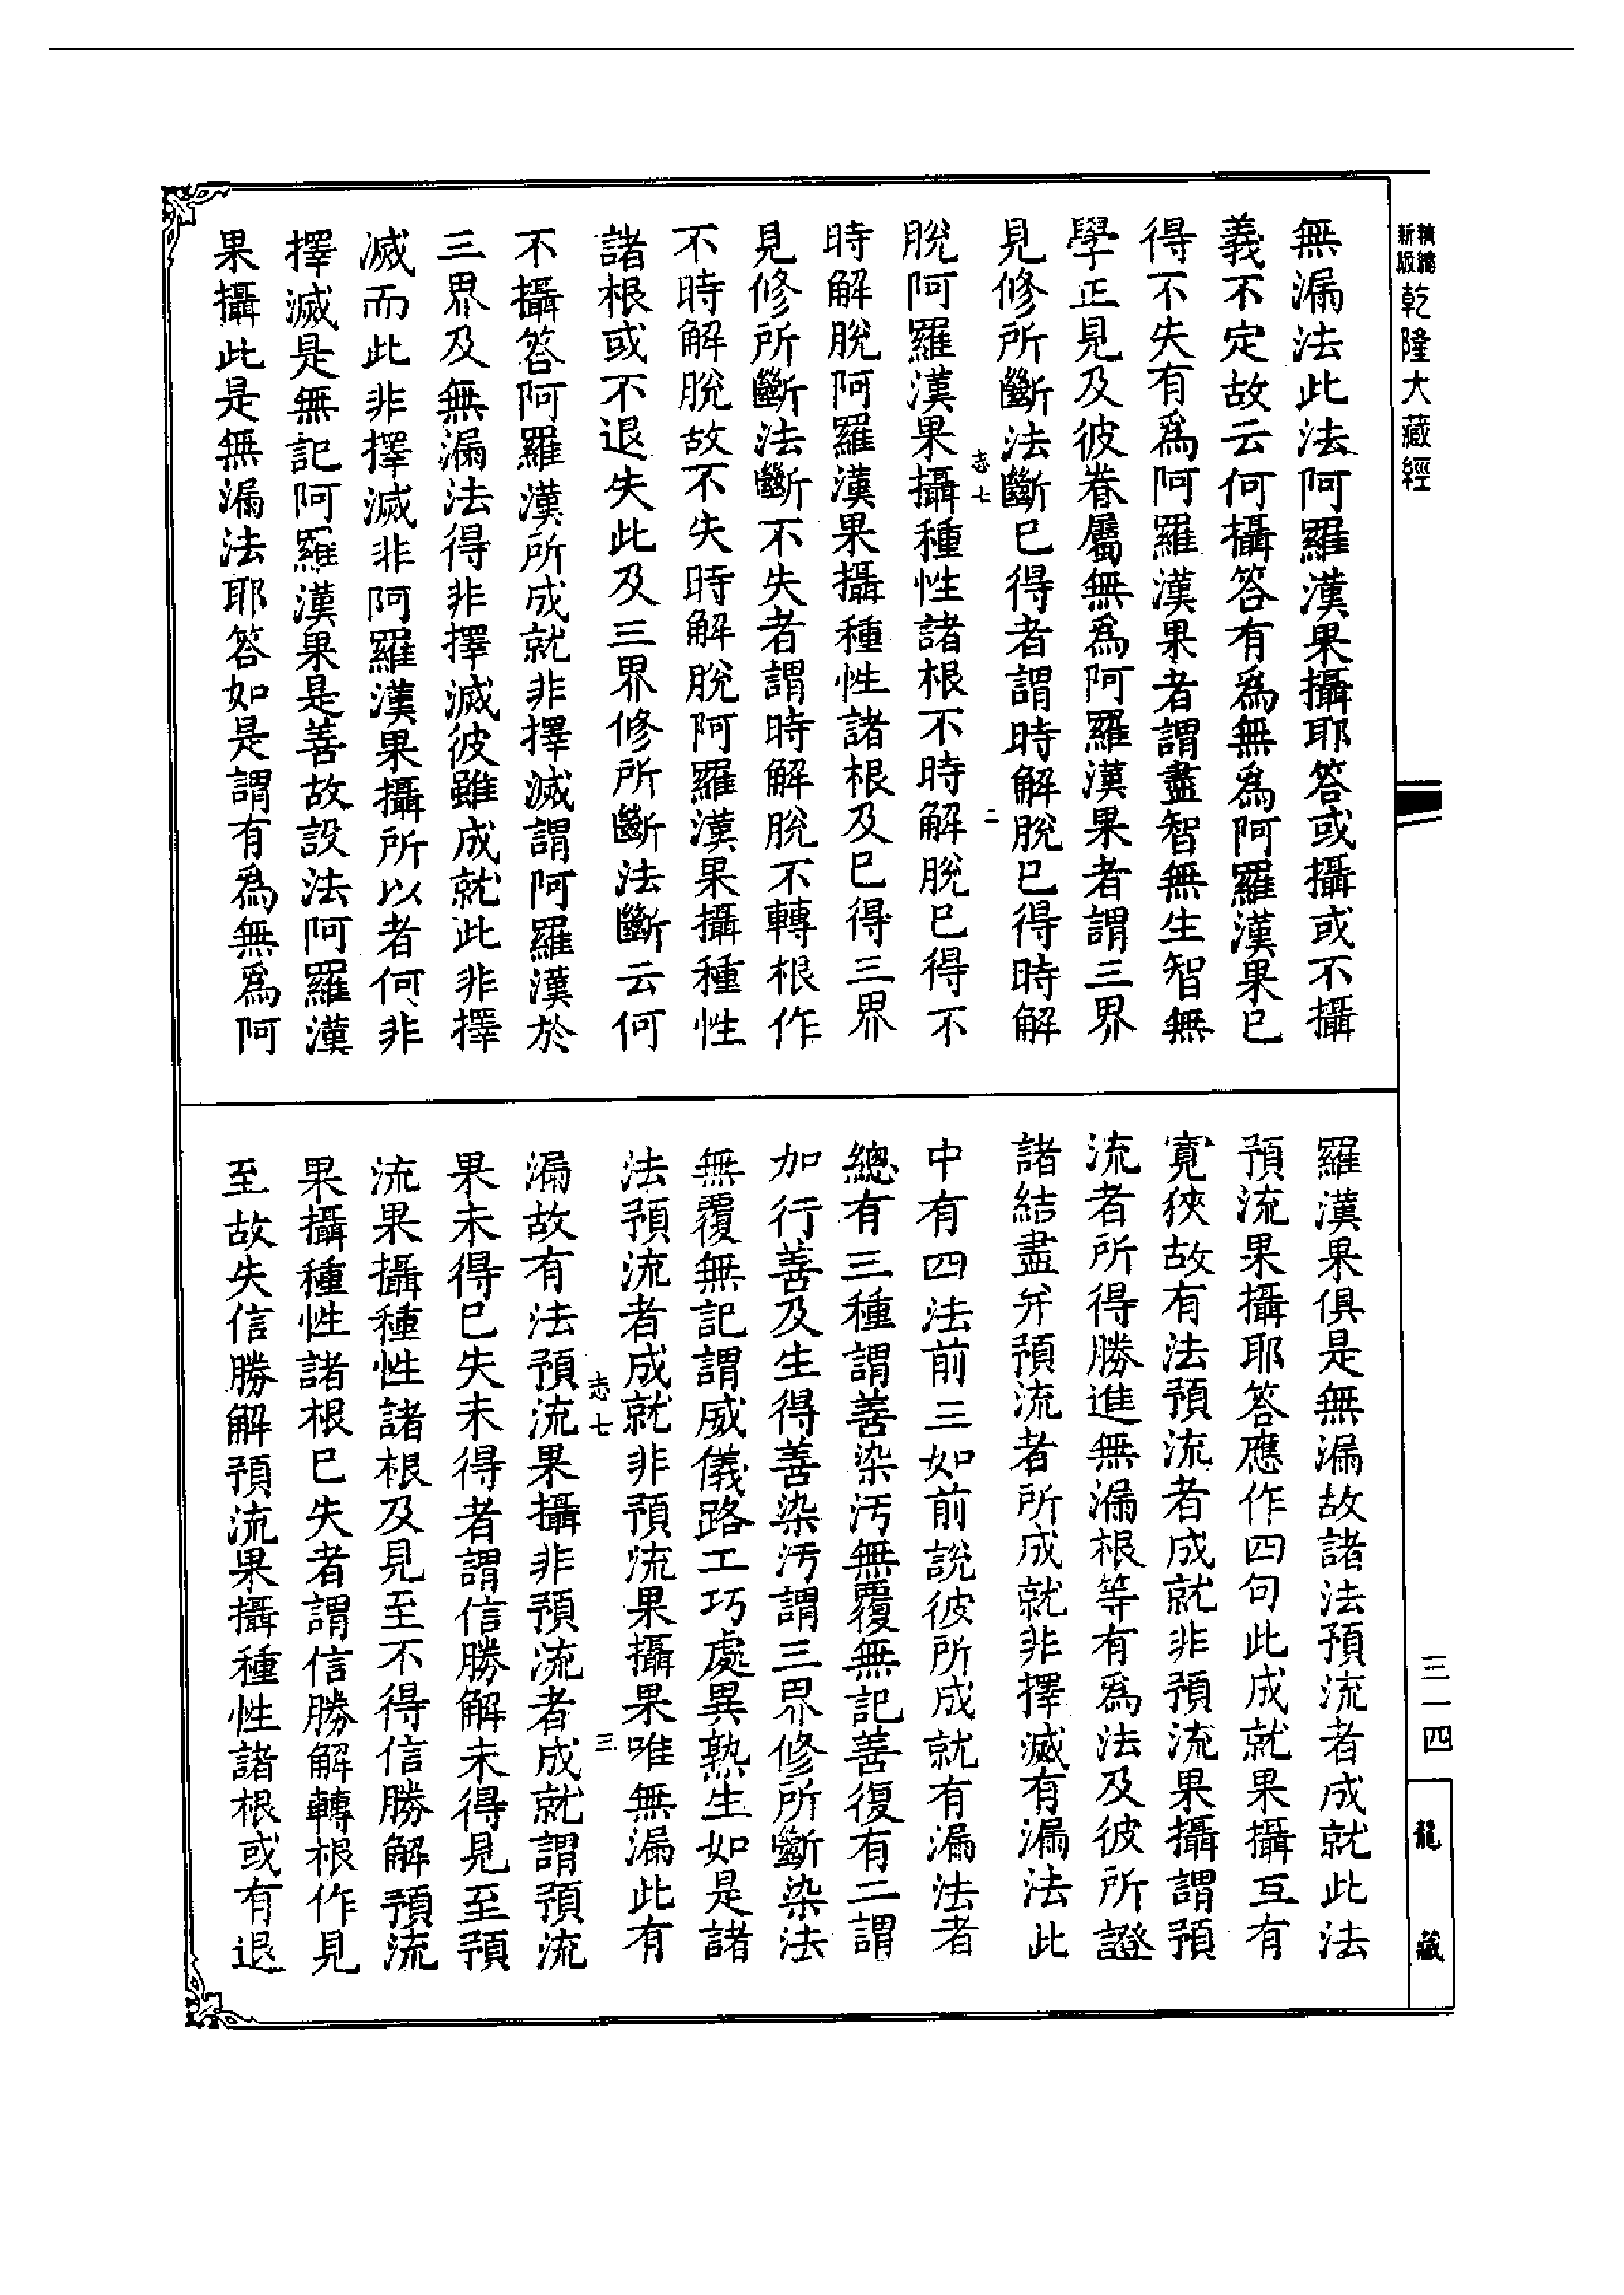 精縮
新版
乾隆大藏經
三一四
龍藏
無漏法此法阿羅漢果攝耶答或攝或不攝
義不定故云何攝答有爲無爲阿羅漢果已
得不失有爲阿羅漢果者謂盡智無生智無
學正見及彼眷屬無爲阿羅漢果者謂三界
見修所斷法斷已得者謂時解脫已得時解
志七 二
脫阿羅漢果攝種性諸根不時解脫已得不
時解脫阿羅漢果攝種性諸根及已得三界
見修所斷法斷不失者謂時解脫不轉根作
不時解脫故不失時解脫阿羅漢果攝種性
諸根或不退失此及三界修所斷法斷云何
不攝答阿羅漢所成就非擇滅謂阿羅漢於
三界及無漏法得非擇滅彼雖成就此非擇
滅而此非擇滅非阿羅漢果攝所以者何非
擇滅是無記阿羅漢果是善故設法阿羅漢
果攝此是無漏法耶答如是謂有爲無爲阿
羅漢果俱是無漏故諸法預流者成就此法
預流果攝耶答應作四句此成就果攝互有
寬狹故有法預流者成就非預流果攝謂預
流者所得勝進無漏根等有爲法及彼所證
諸結盡并預流者所成就非擇滅有漏法此
中有四法前三如前說彼所成就有漏法者
總有三種謂善染汚無覆無記善復有二謂
加行善及生得善染汚謂三界修所斷染法
無覆無記謂威儀路工巧處異熟生如是諸
法預流者成就非預流果攝果唯無漏此有
志七 三
漏故有法預流果攝非預流者成就謂預流
果未得已失未得者謂信勝解未得見至預
流果攝種性諸根及見至不得信勝解預流
果攝種性諸根已失者謂信勝解轉根作見
至故失信勝解預流果攝種性諸根或有退